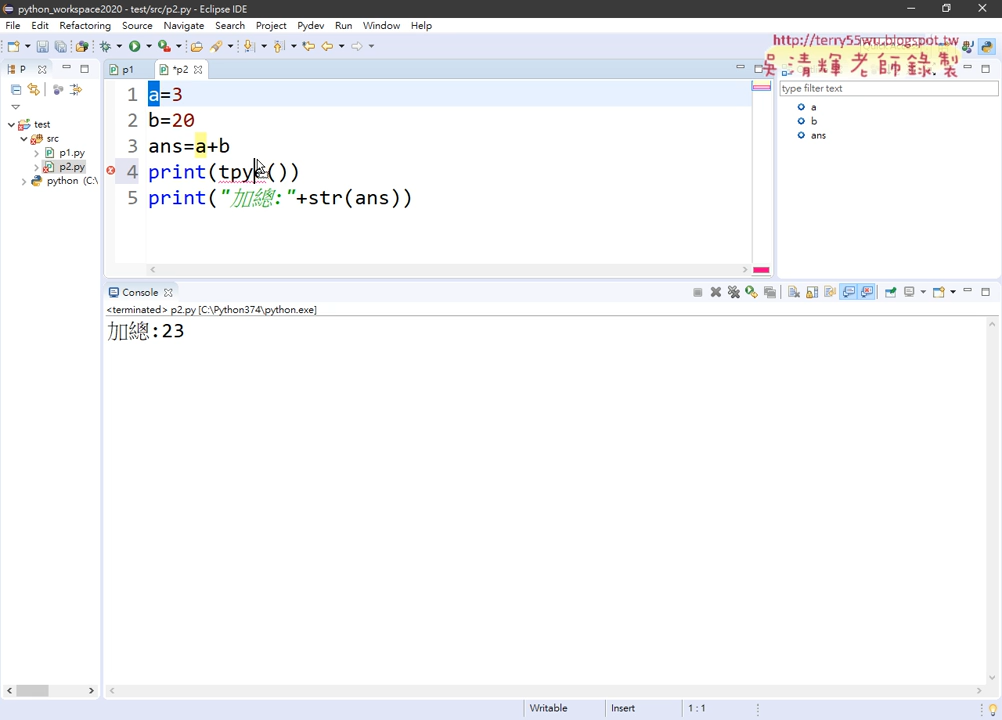 python_workspace2020 - test/src/p2.py - Eclipse IDE
File Edit Refactoring Source Navigate Search Project Pydev Run Window Help
http://terry55wu.blogspot.tw
吳清輝老師錄製
P
p1
*p2
type filter text
1 a=3
2 b=20
3 ans=a+b
4 print(tpye())
5 print("加總:"+str(ans))
test
src
p1.py
p2.py
python (C:\
a
b
ans
Console
<terminated> p2.py [C:\Python374\python.exe]
加總:23
Writable Insert 1 : 1